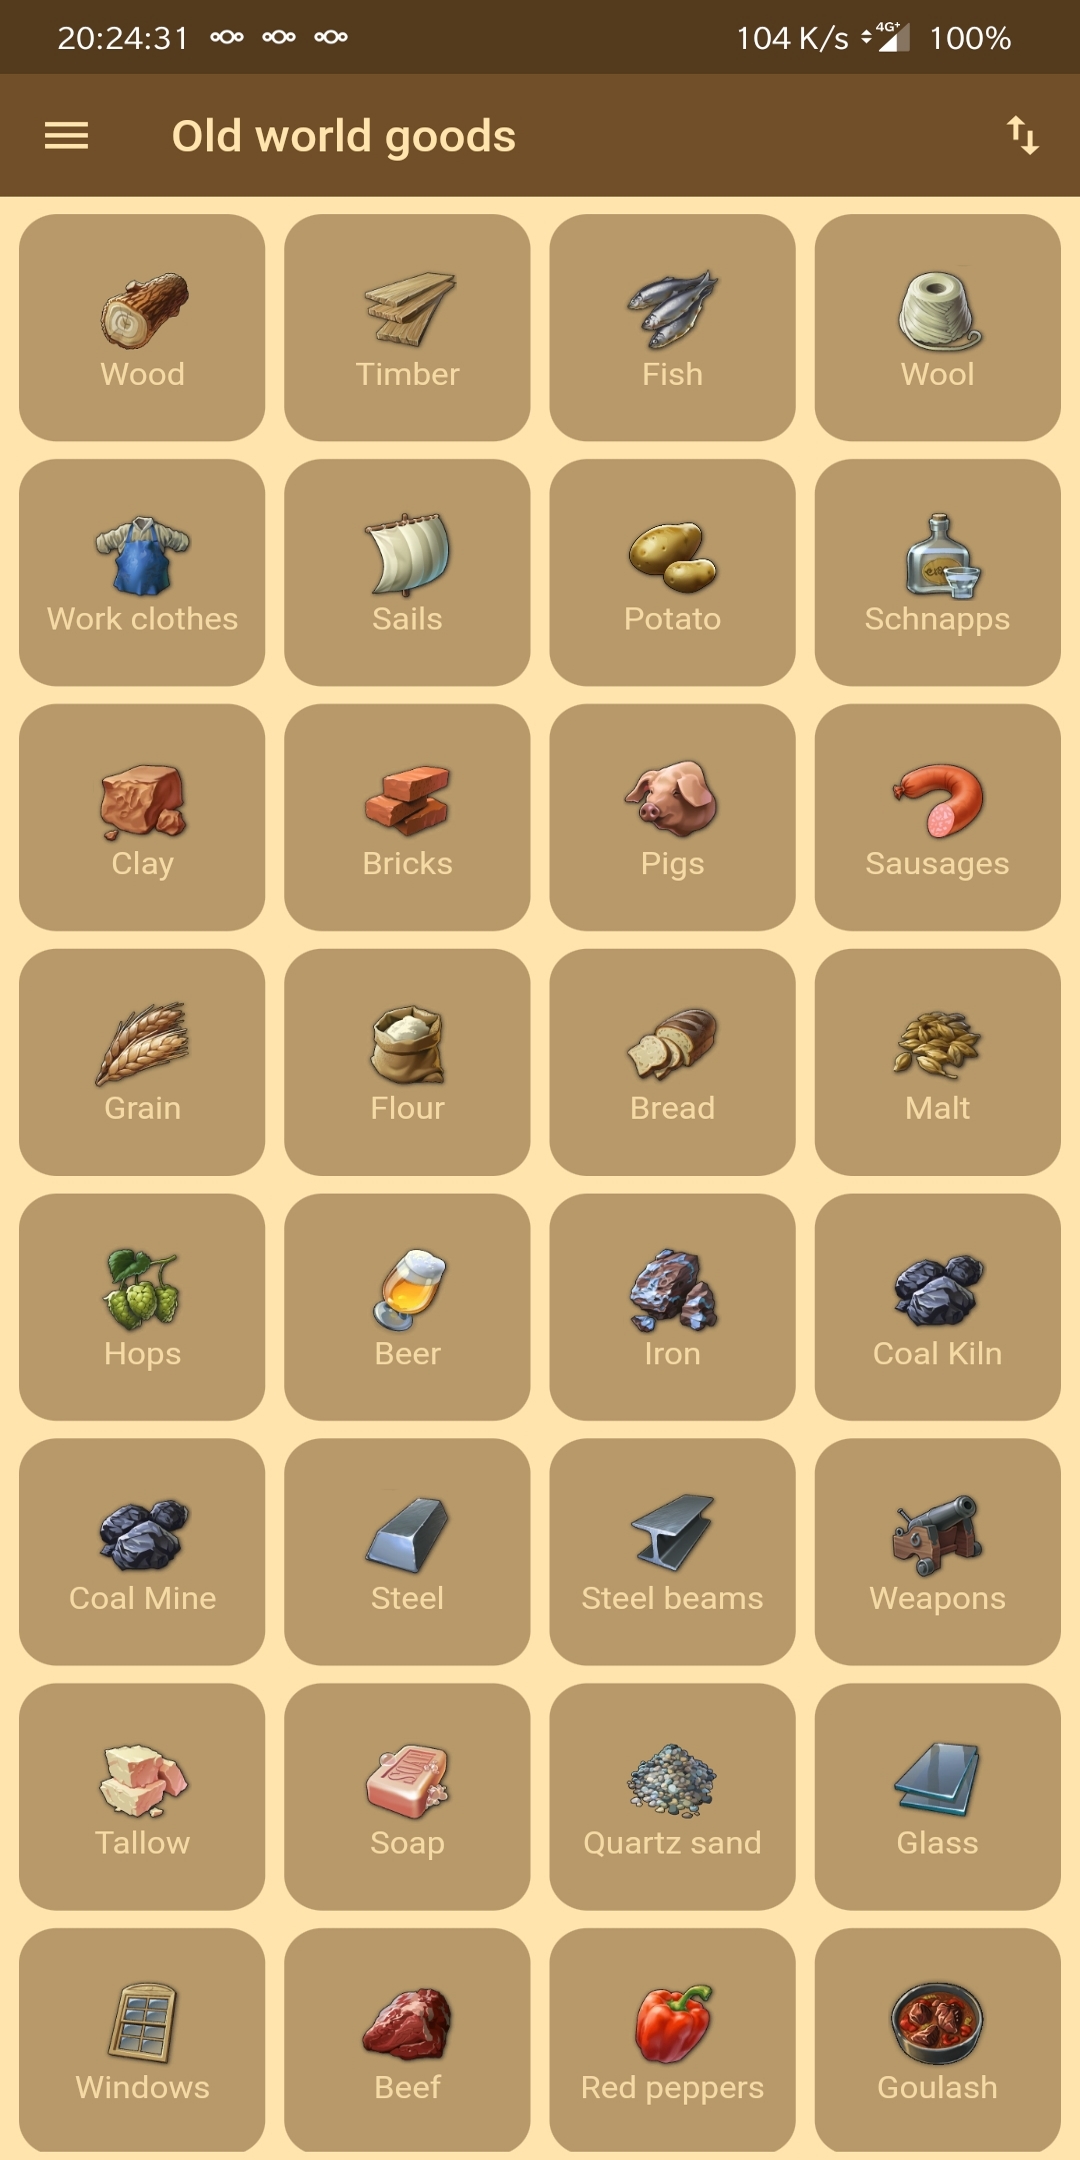 20:24:31 104 K/s 4G+ 100%
Old world goods
Wood Timber Fish Wool
Work clothes Sails Potato Schnapps
Clay Bricks Pigs Sausages
Grain Flour Bread Malt
Hops Beer Iron Coal Kiln
Coal Mine Steel Steel beams Weapons
Tallow Soap Quartz sand Glass
Windows Beef Red peppers Goulash